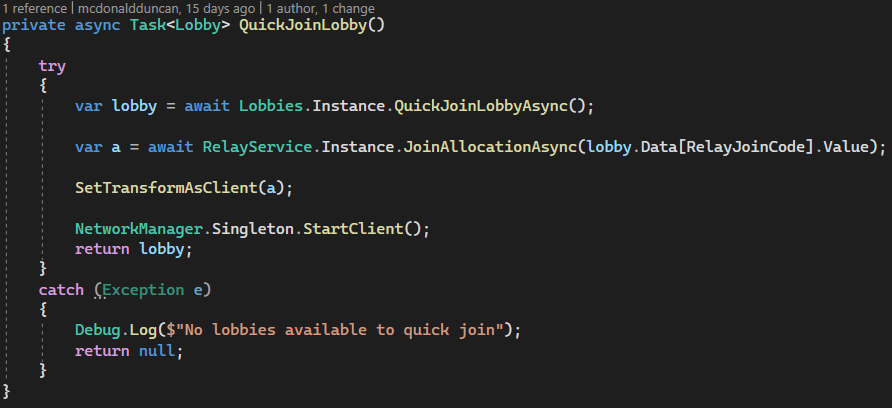 1 reference | mcdonaldduncan, 15 days ago | 1 author, 1 change
private async Task<Lobby> QuickJoinLobby()
{
try
{
var lobby = await Lobbies.Instance.QuickJoinLobbyAsync();
var a = await RelayService.Instance.JoinAllocationAsync(lobby.Data[RelayJoinCode].Value);
SetTransformAsClient(a);
NetworkManager.Singleton.StartClient();
return lobby;
}
catch (Exception e)
{
Debug.Log($"No lobbies available to quick join");
return null;
}
}